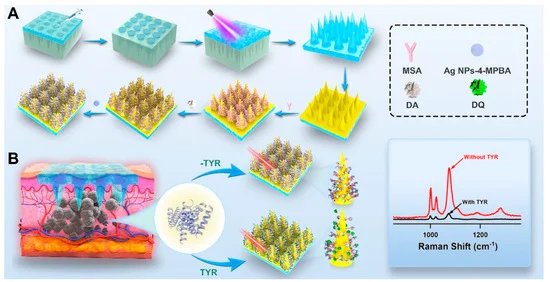 A
MSA
Ag NPs-4-MPBA
DA
DQ
B
-TYR
TYR
Without TYR
With TYR
1000
1200
Raman Shift (cm-1)